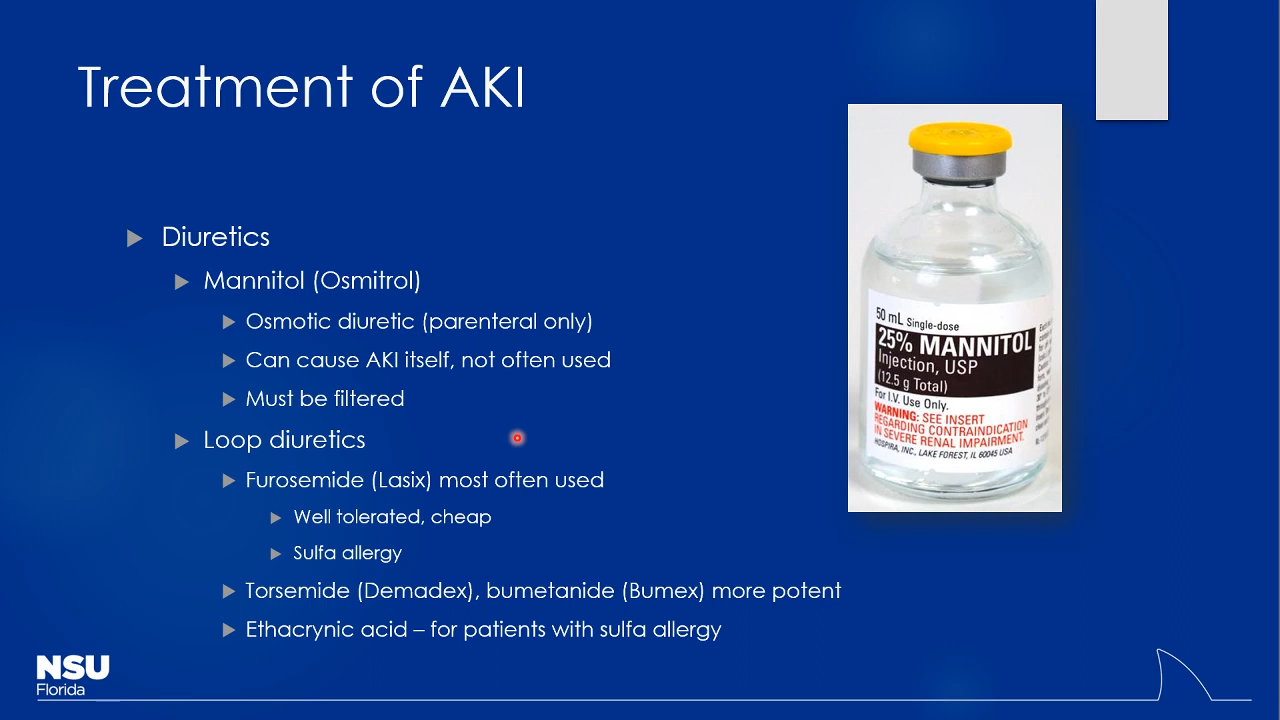 Treatment of AKI
Diuretics
Mannitol (Osmitrol)
Osmotic diuretic (parenteral only)
Can cause AKI itself, not often used
Must be filtered
Loop diuretics
Furosemide (Lasix) most often used
Well tolerated, cheap
Sulfa allergy
Torsemide (Demadex), bumetanide (Bumex) more potent
Ethacrynic acid – for patients with sulfa allergy
50 mL Single-dose
25% MANNITOL
Injection, USP
(12.5 g Total)
For I.V. Use Only.
WARNING: SEE INSERT
REGARDING CONTRAINDICATION
IN SEVERE RENAL IMPAIRMENT.
HOSPIRA, INC., LAKE FOREST, IL 60045 USA
NSU
Florida